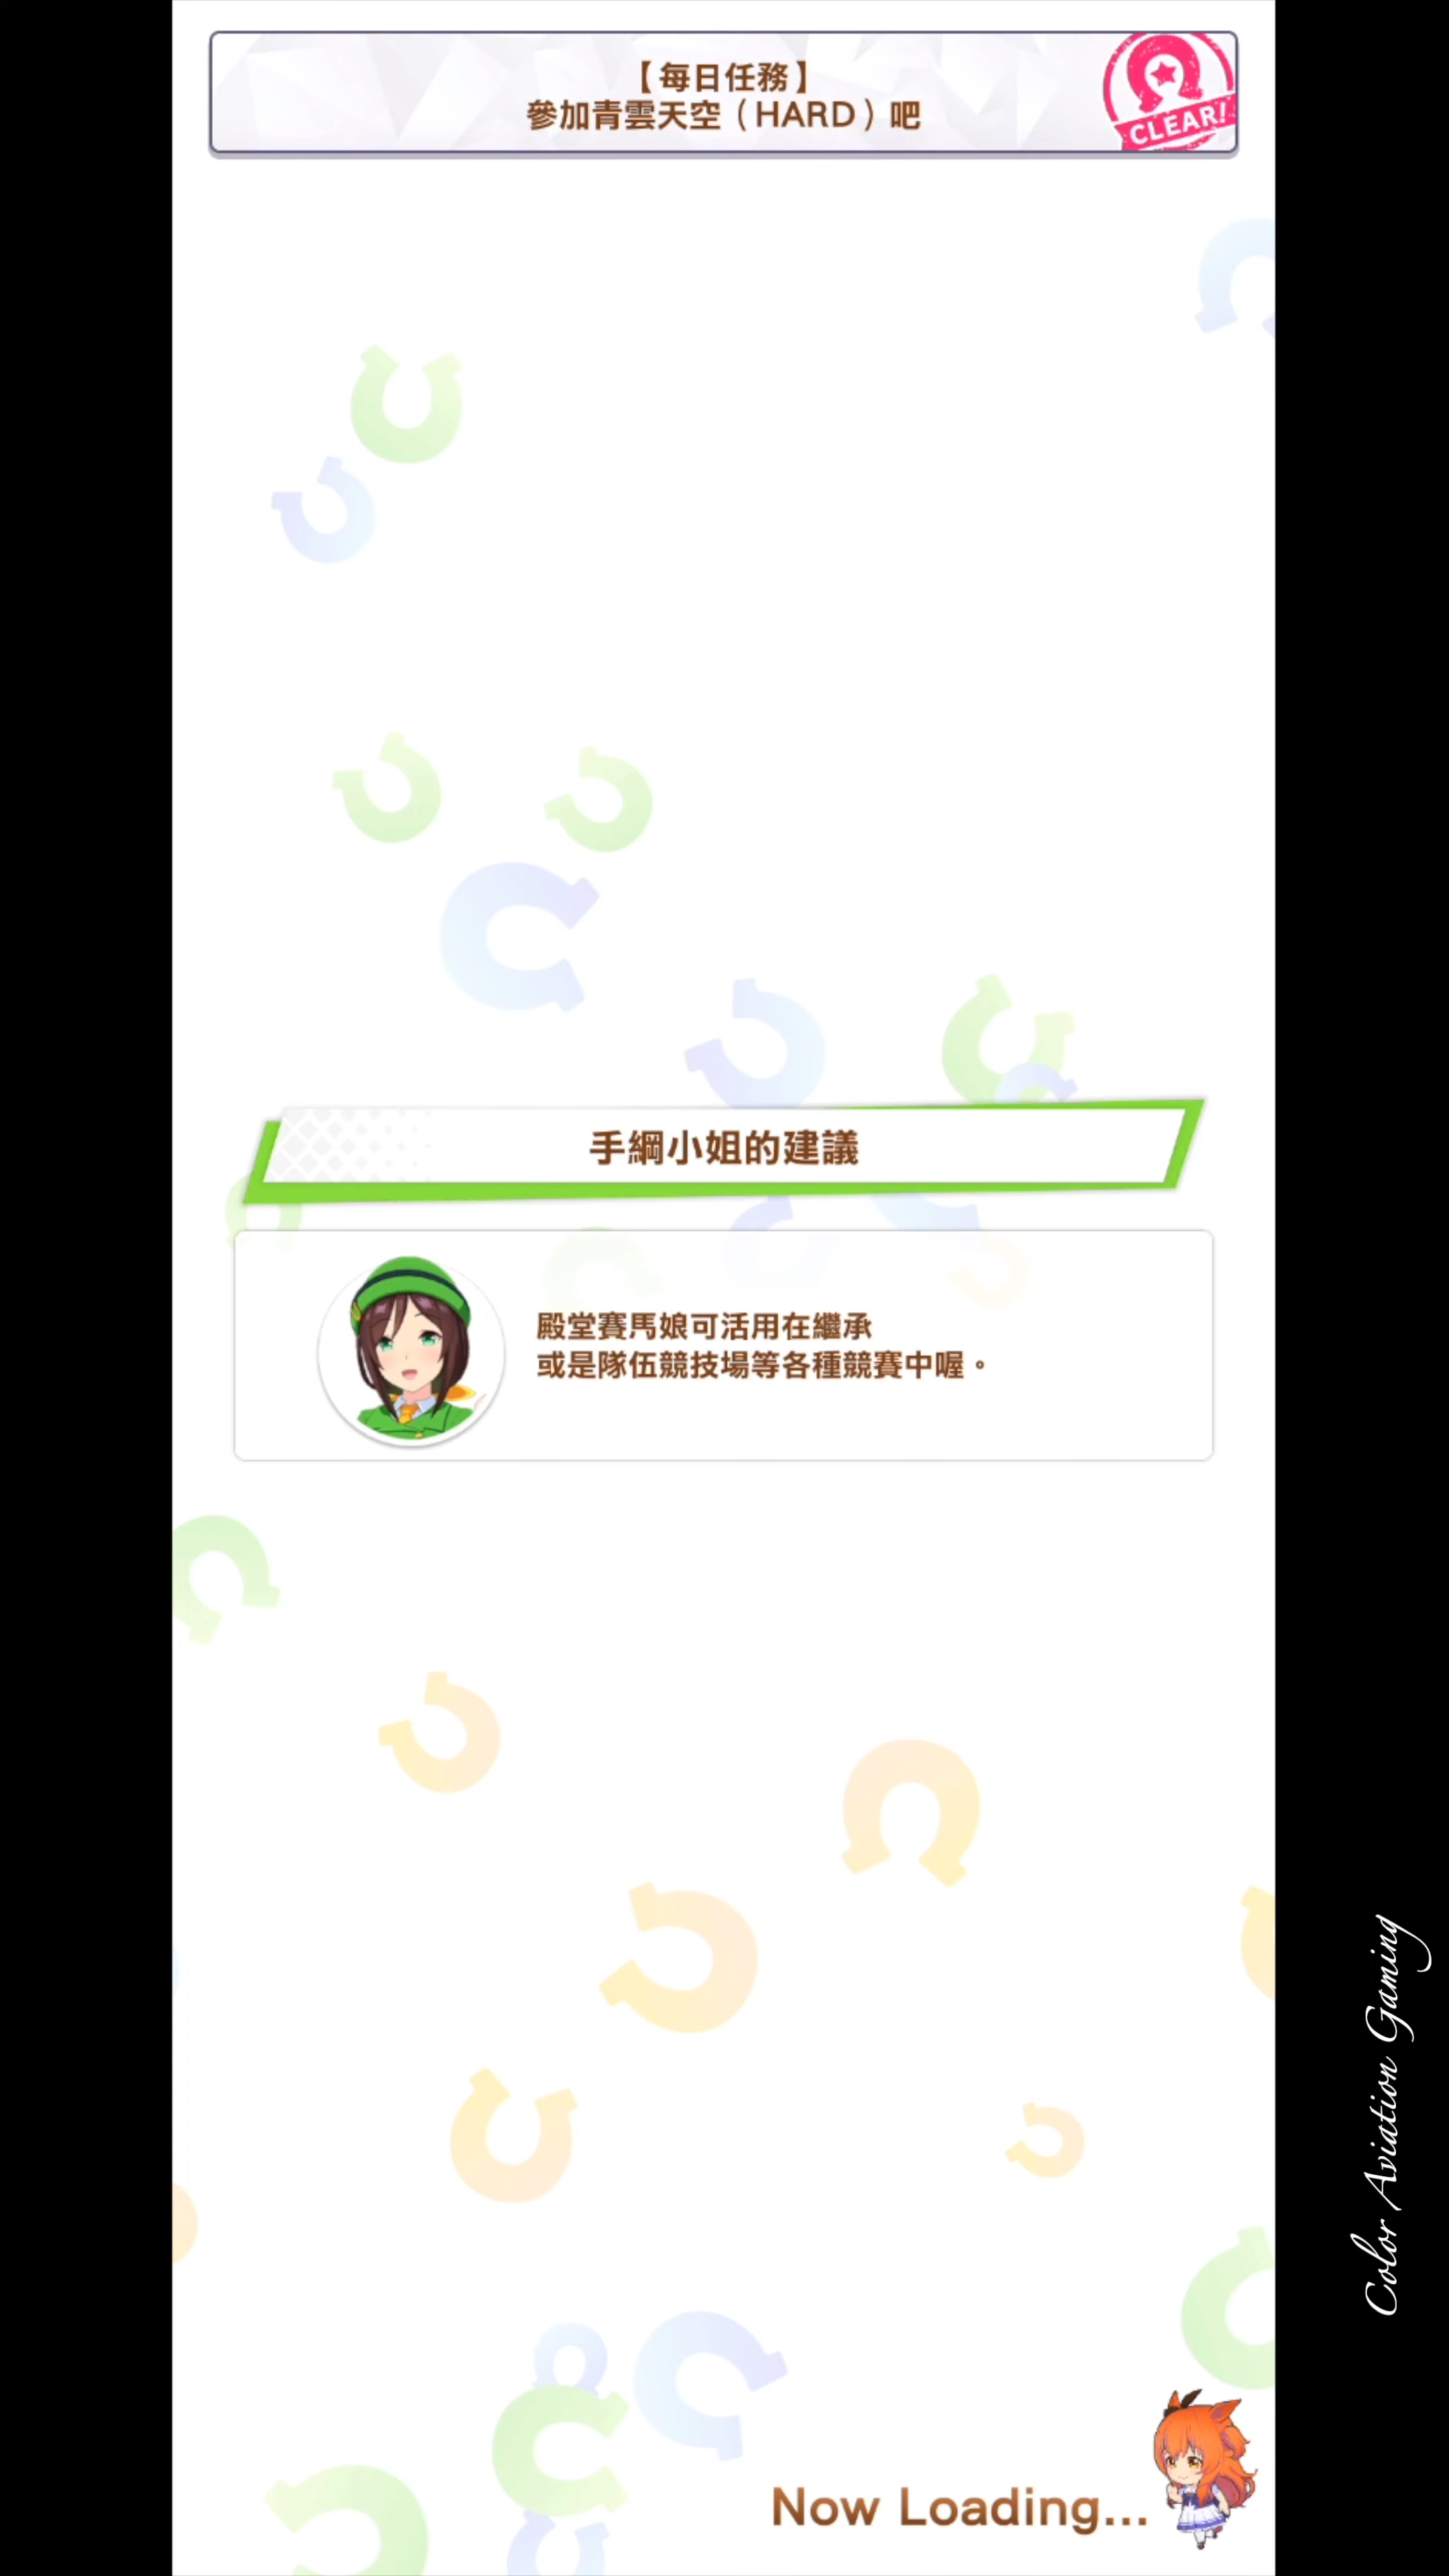 【每日任務】
參加青雲天空（HARD）吧
CLEAR!
手綱小姐的建議
殿堂賽馬娘可活用在繼承
或是隊伍競技場等各種競賽中喔。
Color Aviation Gaming
Now Loading...